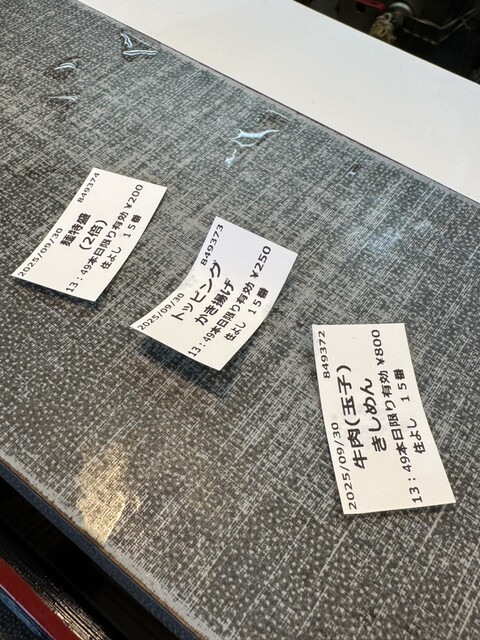 2025/09/30 849374
麺特盛
(2倍)
13:49本日限り有効 ¥200
住よし 15番
2025/09/30 849373
トッピング
かき揚げ
13:49本日限り有効 ¥250
住よし 15番
2025/09/30 849372
牛肉(玉子)
きしめん
13:49本日限り有効 ¥800
住よし 15番